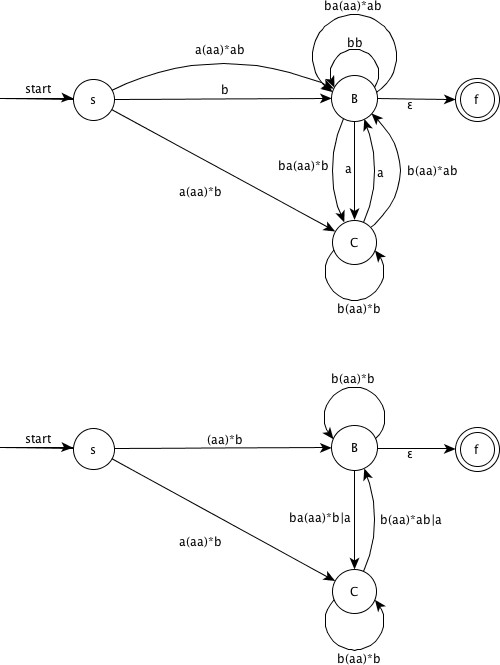 ba(aa)*ab
a(aa)*ab
bb
start
s
b
B
ε
f
ba(aa)*b
a
a
b(aa)*ab
a(aa)*b
C
b(aa)*b
b(aa)*b
start
s
(aa)*b
B
ε
f
ba(aa)*b|a
b(aa)*ab|a
a(aa)*b
C
b(aa)*b